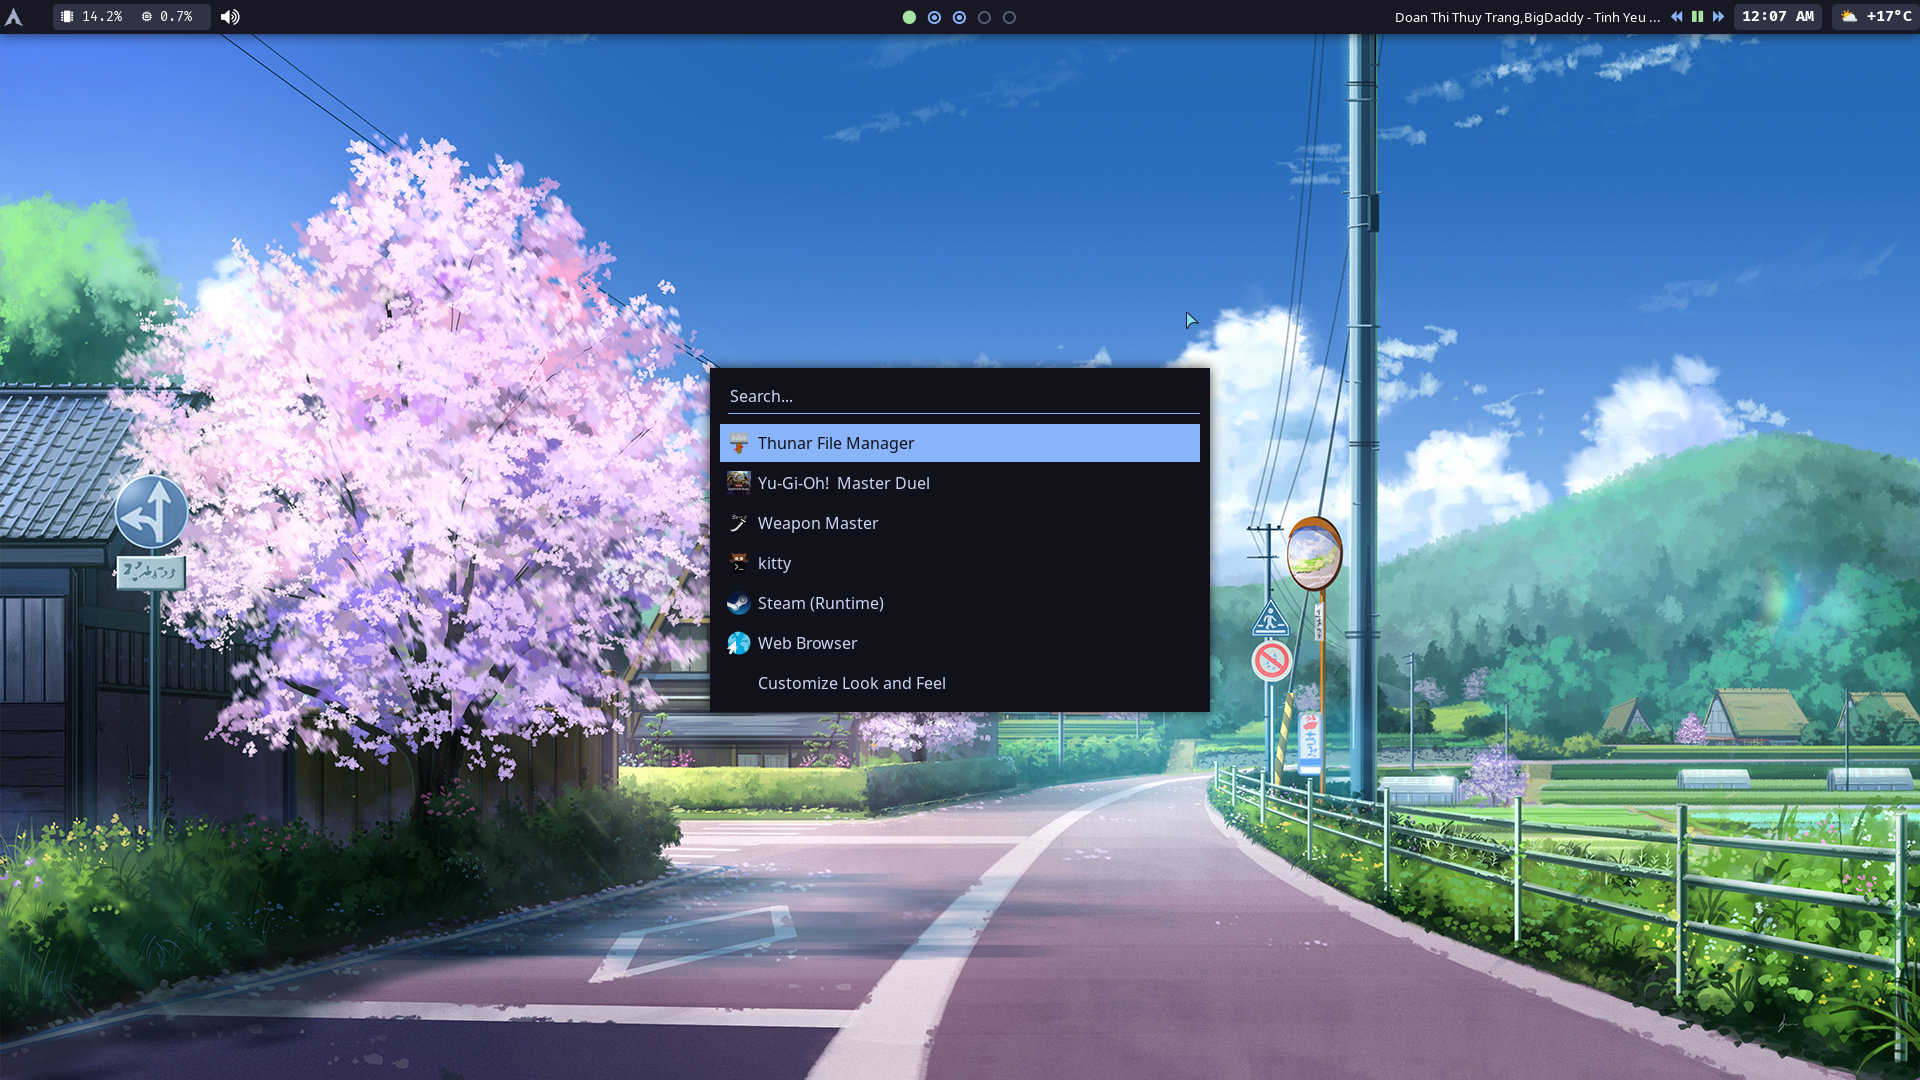 14.2% 0.7%
Doan Thi Thuy Trang,BigDaddy - Tinh Yeu ...
12:07 AM
+17°C
Search...
Thunar File Manager
Yu-Gi-Oh! Master Duel
Weapon Master
kitty
Steam (Runtime)
Web Browser
Customize Look and Feel